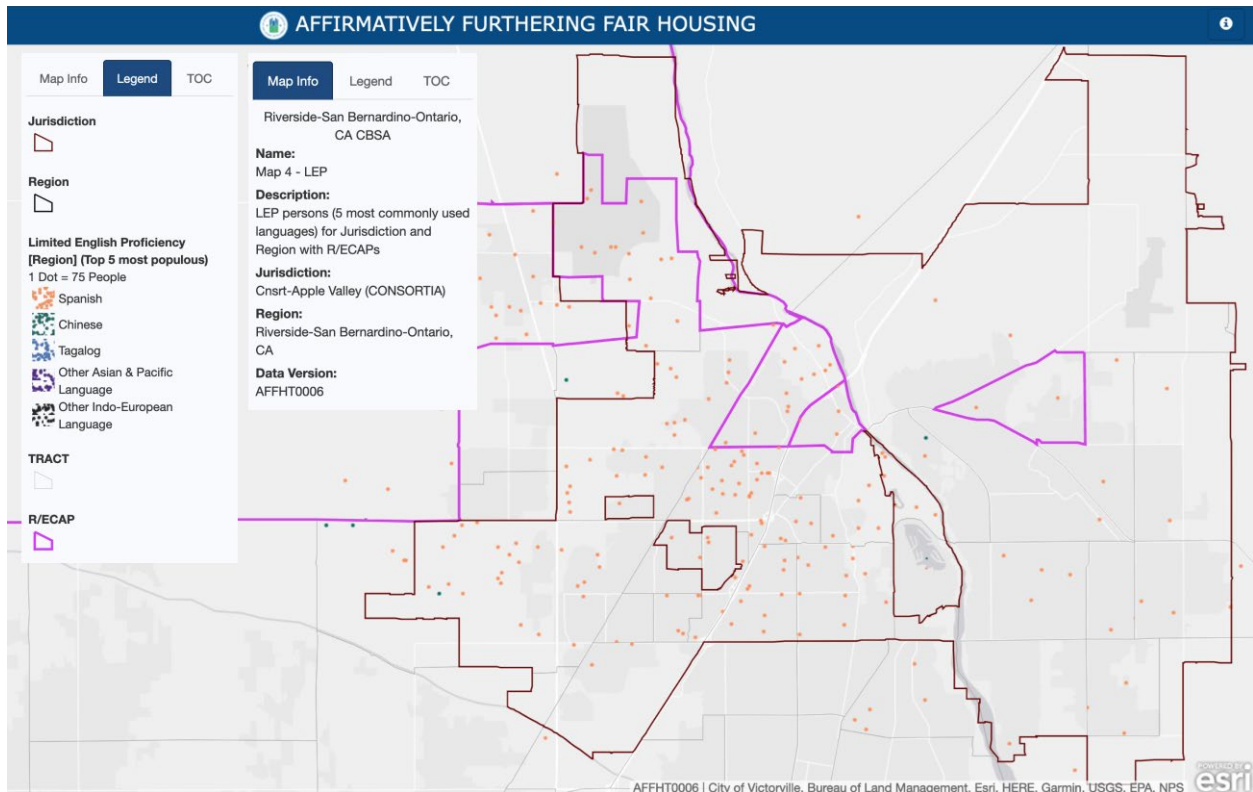 AFFIRMATIVELY FURTHERING FAIR HOUSING
Map Info Legend TOC
Jurisdiction
Region
Limited English Proficiency
[Region] (Top 5 most populous)
1 Dot = 75 People
Spanish
Chinese
Tagalog
Other Asian & Pacific
Language
Other Indo-European
Language
TRACT
R/ECAP
Map Info Legend TOC
Riverside-San Bernardino-Ontario,
CA CBSA
Name:
Map 4 - LEP
Description:
LEP persons (5 most commonly used
languages) for Jurisdiction and
Region with R/ECAPs
Jurisdiction:
Cnsrt-Apple Valley (CONSORTIA)
Region:
Riverside-San Bernardino-Ontario,
CA
Data Version:
AFFHT0006
AFFHT0006 | City of Victorville, Bureau of Land Management, Esri, HERE, Garmin, USGS, EPA, NPS
POWERED BY
esri